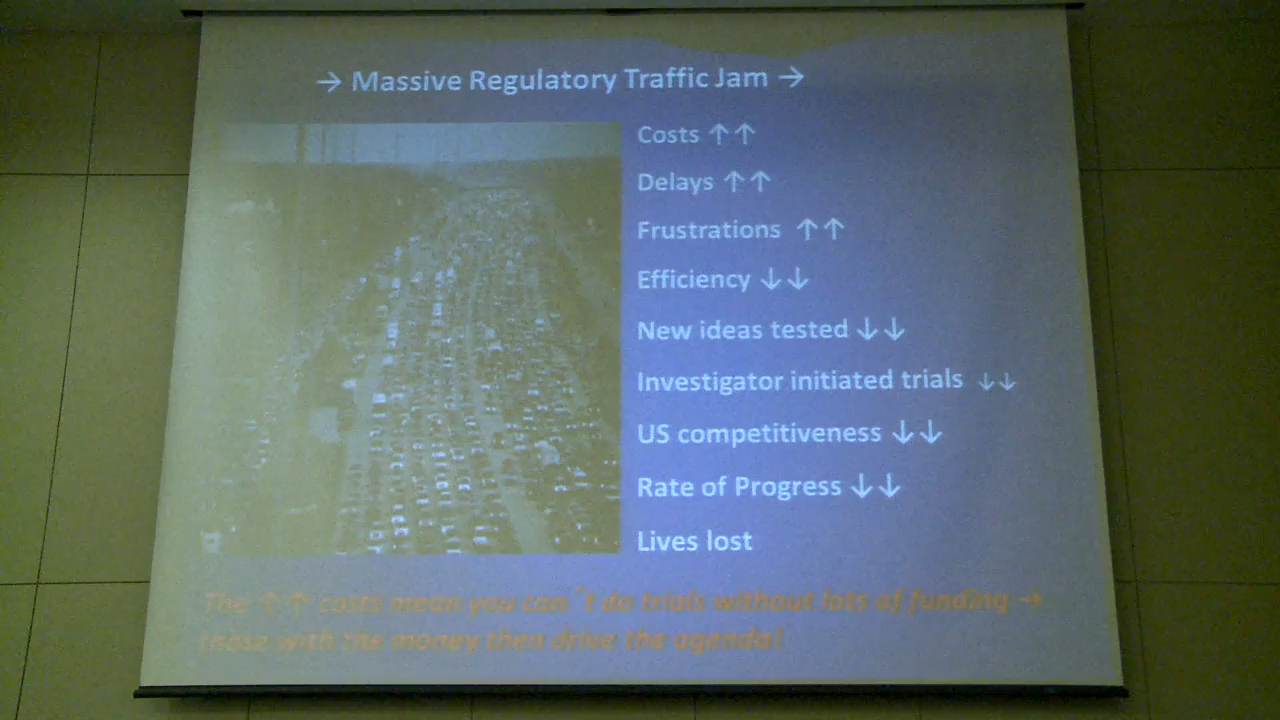 → Massive Regulatory Traffic Jam →
Costs ↑↑
Delays ↑↑
Frustrations ↑↑
Efficiency ↓↓
New ideas tested ↓↓
Investigator initiated trials ↓↓
US competitiveness ↓↓
Rate of Progress ↓↓
Lives lost
The ↑↑ costs mean you can´t do trials without lots of funding →
those with the money then drive the agenda!